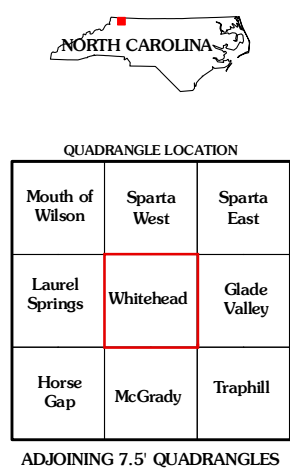 NORTH CAROLINA
QUADRANGLE LOCATION
Mouth of
Wilson
Sparta
West
Sparta
East
Laurel
Springs
Whitehead
Glade
Valley
Horse
Gap
McGrady
Traphill
ADJOINING 7.5' QUADRANGLES